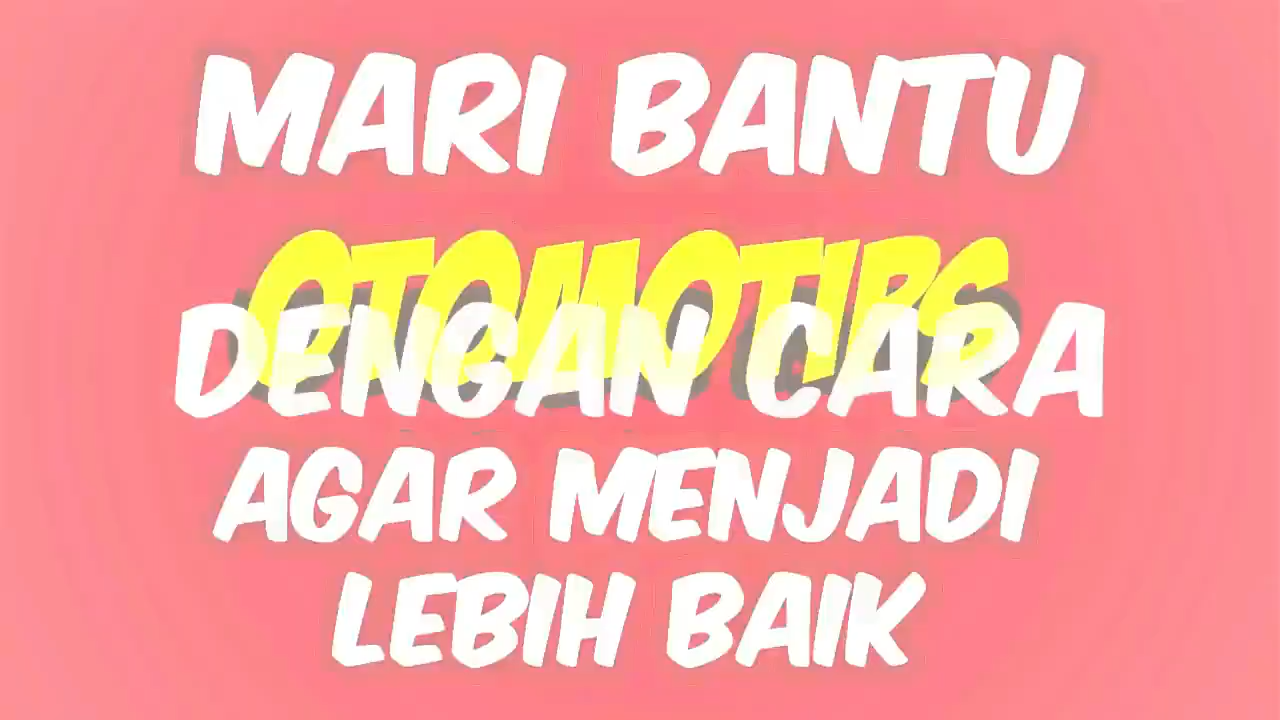 MARI BANTU
OTOMOTIPS
DENGAN CARA
AGAR MENJADI
LEBIH BAIK